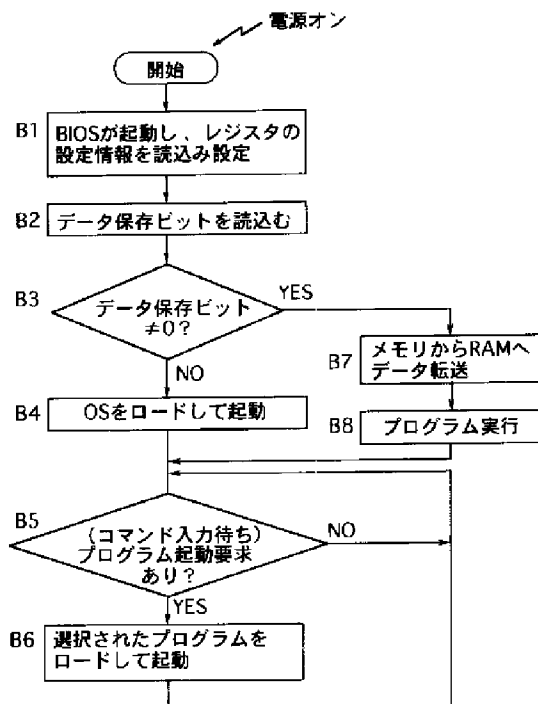 電源オン
開始
B1
BIOSが起動し、レジスタの
設定情報を読込み設定
B2
データ保存ビットを読込む
B3
データ保存ビット
≠0?
YES
NO
B7
メモリからRAMへ
データ転送
B4
OSをロードして起動
B8
プログラム実行
B5
(コマンド入力待ち)
プログラム起動要求
あり?
NO
YES
B6
選択されたプログラムを
ロードして起動